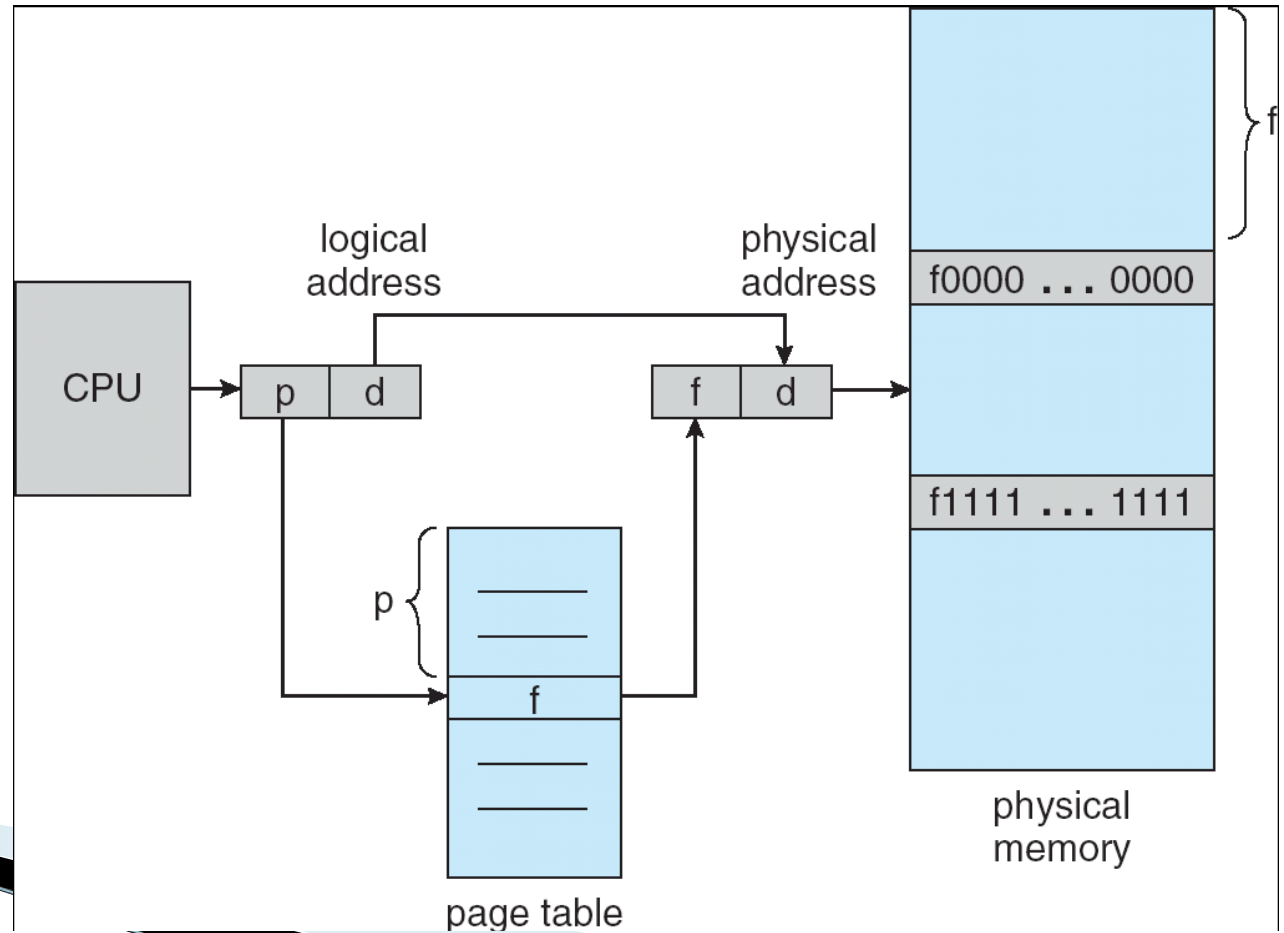 f
logical
address
physical
address
f0000 ... 0000
CPU
p
d
f
d
f1111 ... 1111
p
f
physical
memory
page table